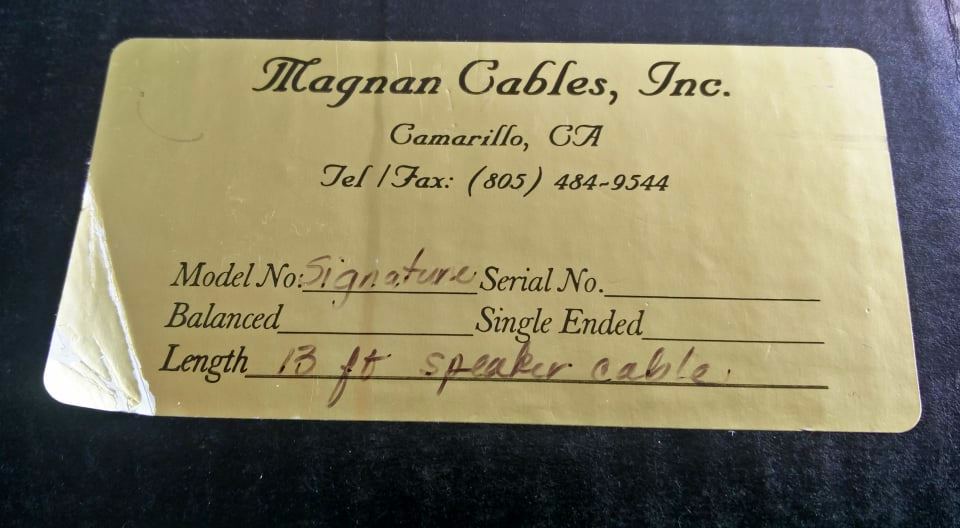 Magnan Cables, Inc.
Camarillo, CA
Tel / Fax: (805) 484-9544
Model No: Signature Serial No.
Balanced Single Ended
Length 13 ft speaker cable